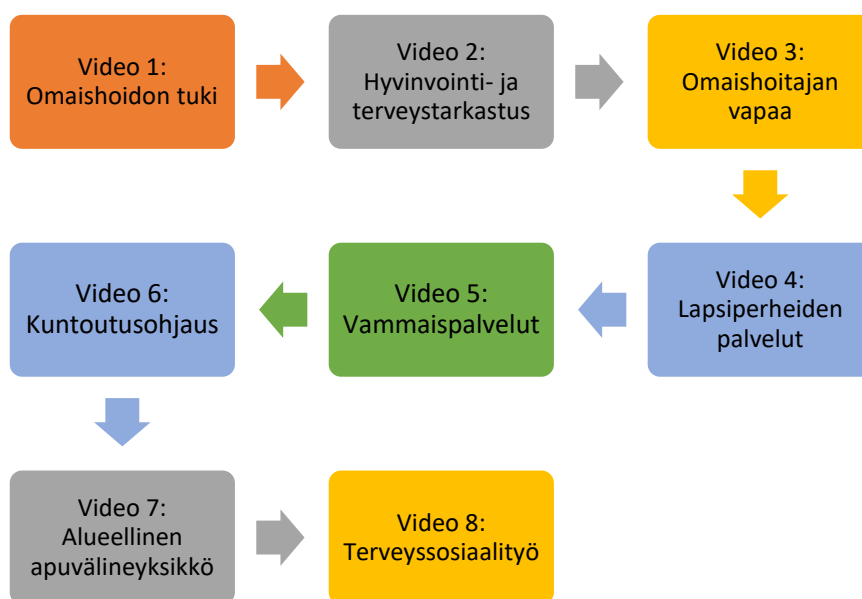 Video 1:
Omaishoidon tuki
Video 2:
Hyvinvointi- ja
terveystarkastus
Video 3:
Omaishoitajan
vapaa
Video 4:
Lapsiperheiden
palvelut
Video 5:
Vammaispalvelut
Video 6:
Kuntoutusohjaus
Video 7:
Alueellinen
apuvälineyksikkö
Video 8:
Terveyssosiaalityö